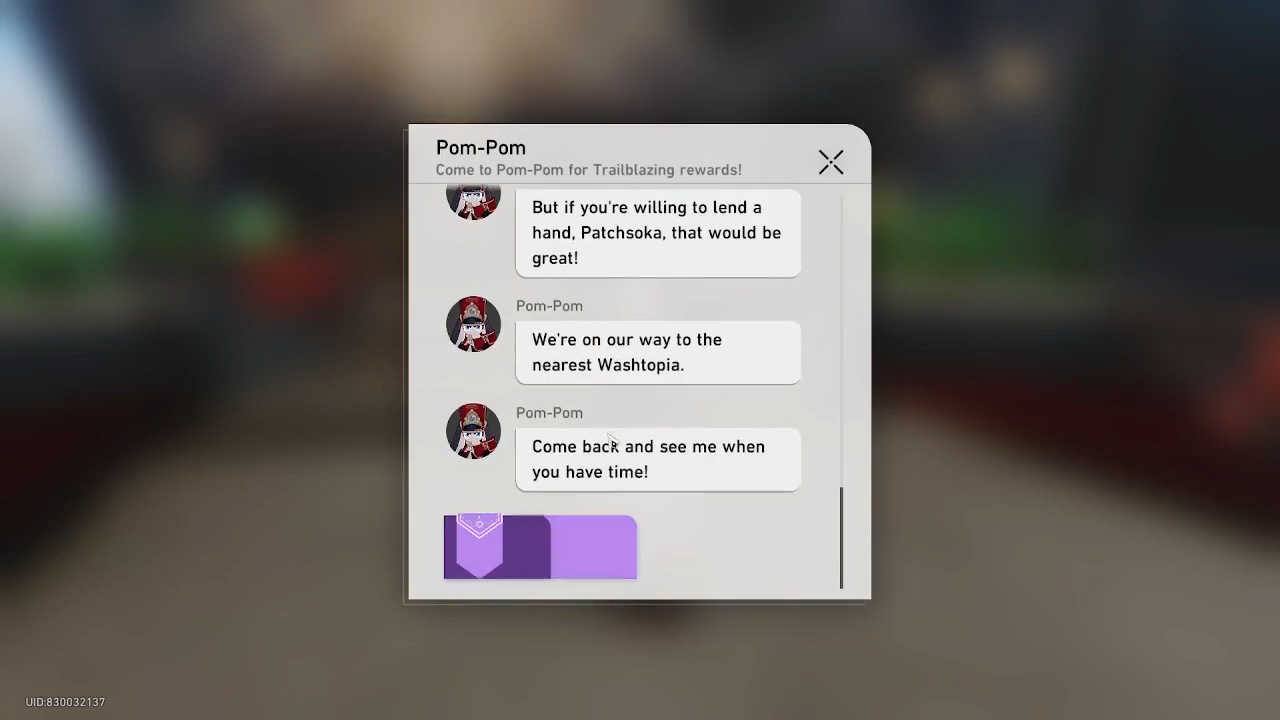 Pom-Pom
Come to Pom-Pom for Trailblazing rewards!
But if you're willing to lend a
hand, Patchsoka, that would be
great!
Pom-Pom
We're on our way to the
nearest Washtopia.
Pom-Pom
Come back and see me when
you have time!
UID:830032137